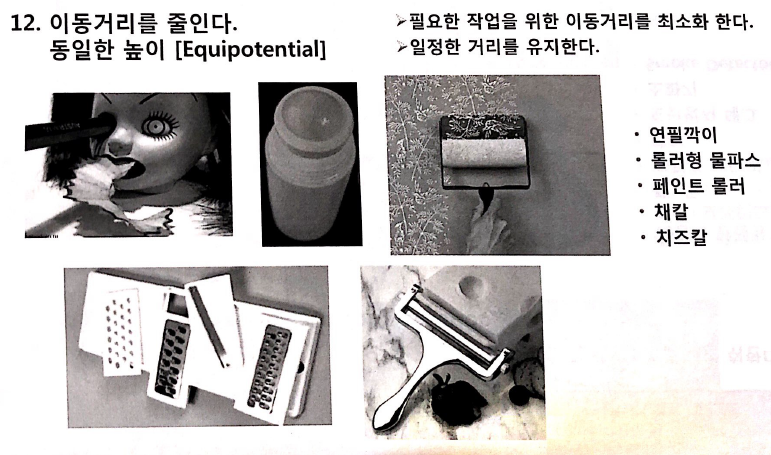 12. 이동거리를 줄인다.
동일한 높이 [Equipotential]
➢필요한 작업을 위한 이동거리를 최소화 한다.
➢일정한 거리를 유지한다.
• 연필깍이
• 롤러형 물파스
• 페인트 롤러
• 채칼
• 치즈칼